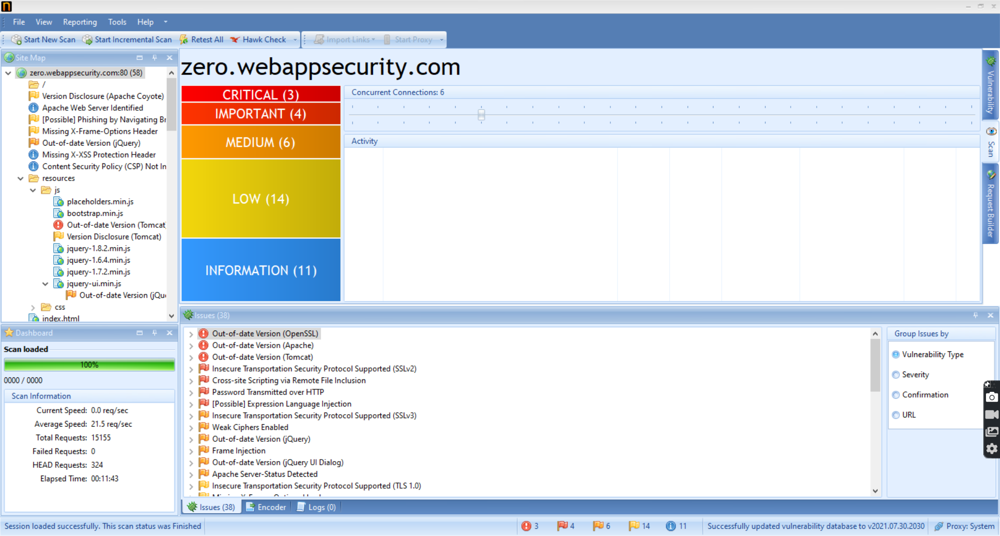 File View Reporting Tools Help
Start New Scan Start Incremental Scan Retest All Hawk Check Import Links Start Proxy
Site Map
zero.webappsecurity.com:80 (58)
/
Version Disclosure (Apache Coyote)
Apache Web Server Identified
[Possible] Phishing by Navigating Br
Missing X-Frame-Options Header
Out-of-date Version (jQuery)
Missing X-XSS Protection Header
Content Security Policy (CSP) Not In
resources
js
placeholders.min.js
bootstrap.min.js
Out-of-date Version (Tomcat
Version Disclosure (Tomcat)
jquery-1.8.2.min.js
jquery-1.6.4.min.js
jquery-1.7.2.min.js
jquery-ui.min.js
Out-of-date Version (jQu
css
index.html
Dashboard
Scan loaded
100%
0000 / 0000
Scan Information
Current Speed: 0.0 req/sec
Average Speed: 21.5 req/sec
Total Requests: 15155
Failed Requests: 0
HEAD Requests: 324
Elapsed Time: 00:11:43
zero.webappsecurity.com
CRITICAL (3)
IMPORTANT (4)
MEDIUM (6)
LOW (14)
INFORMATION (11)
Concurrent Connections: 6
Activity
Vulnerability
Scan
Request Builder
Issues (38)
Out-of-date Version (OpenSSL)
Out-of-date Version (Apache)
Out-of-date Version (Tomcat)
Insecure Transportation Security Protocol Supported (SSLv2)
Cross-site Scripting via Remote File Inclusion
Password Transmitted over HTTP
[Possible] Expression Language Injection
Insecure Transportation Security Protocol Supported (SSLv3)
Weak Ciphers Enabled
Out-of-date Version (jQuery)
Frame Injection
Out-of-date Version (jQuery UI Dialog)
Apache Server-Status Detected
Insecure Transportation Security Protocol Supported (TLS 1.0)
Group Issues by
Vulnerability Type
Severity
Confirmation
URL
Issues (38) Encoder Logs (0)
Session loaded successfully. This scan status was Finished 3 4 6 14 11 Successfully updated vulnerability database to v2021.07.30.2030 Proxy: System